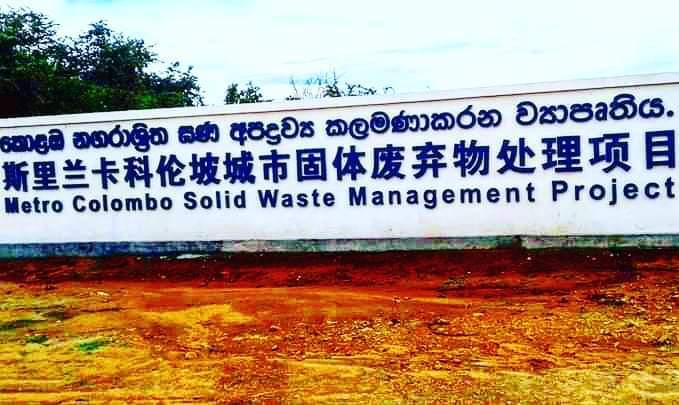 කොළඹ නගරාශ්‍රිත ඝණ අපද්‍රව්‍ය කලමණාකරන ව්‍යාපෘතිය.
斯里兰卡科伦坡城市固体废弃物处理项目
Metro Colombo Solid Waste Management Project